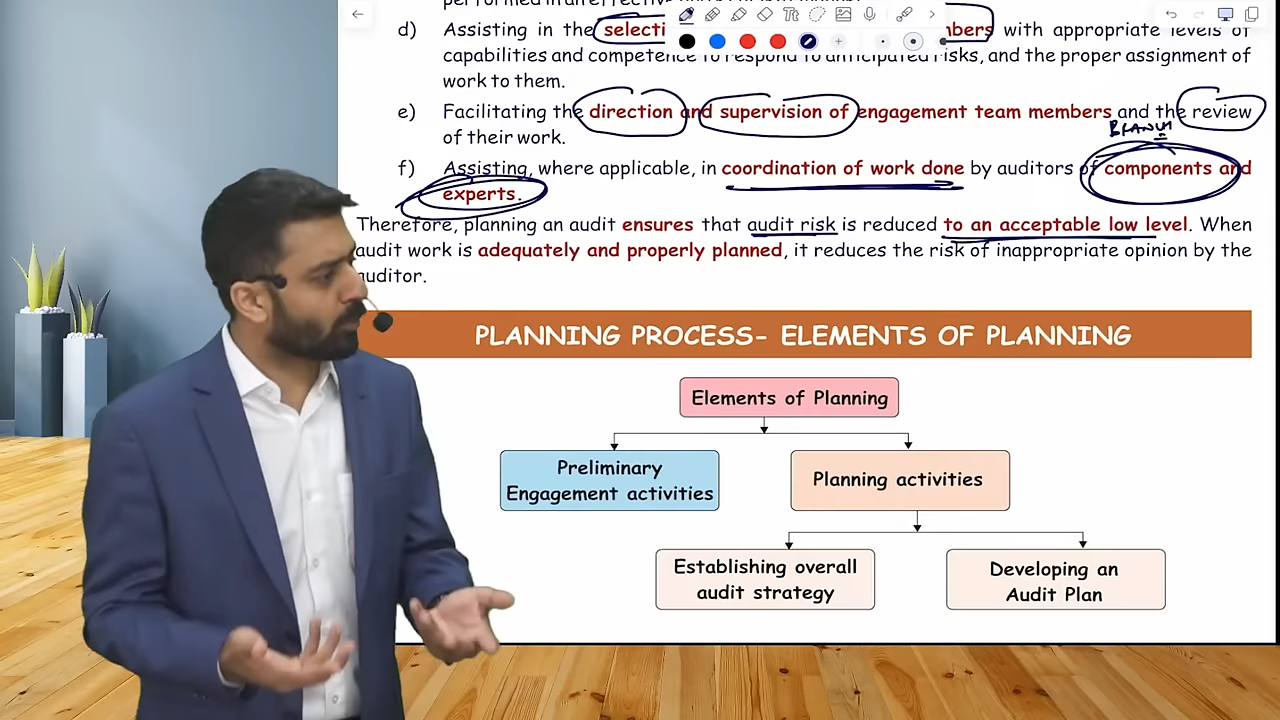 d) Assisting in the selecti mbers with appropriate levels of
capabilities and competence to respond to anticipated risks, and the proper assignment of
work to them.
e) Facilitating the direction and supervision of engagement team members and the review
of their work.
BRANCH
f) Assisting, where applicable, in coordination of work done by auditors of components and
experts.
Therefore, planning an audit ensures that audit risk is reduced to an acceptable low level. When
audit work is adequately and properly planned, it reduces the risk of inappropriate opinion by the
auditor.
PLANNING PROCESS- ELEMENTS OF PLANNING
Elements of Planning
Preliminary
Engagement activities
Planning activities
Establishing overall
audit strategy
Developing an
Audit Plan